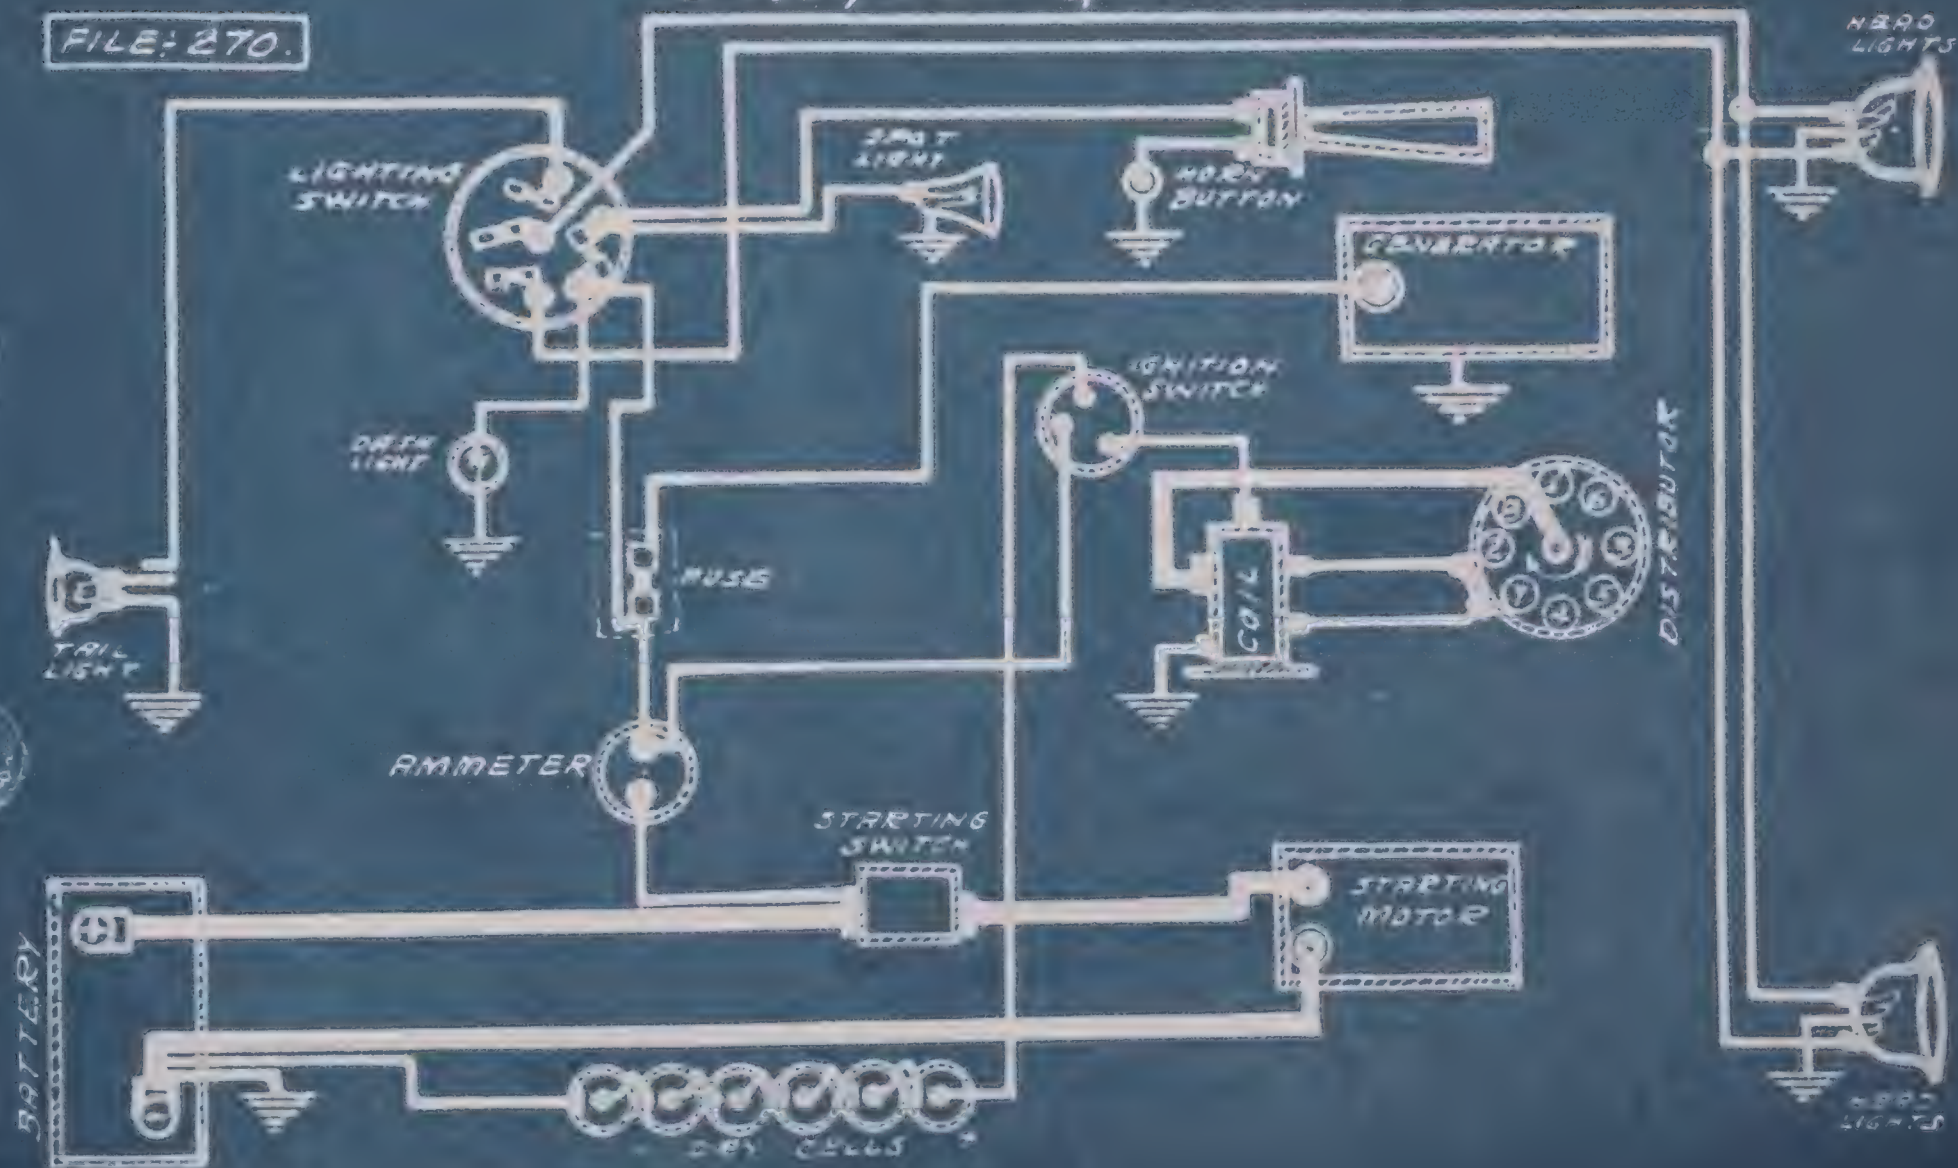 FILE:- 270.
HEAD
LIGHTS
LIGHTING
SWITCH
SPOT
LIGHT
HORN
BUTTON
GENERATOR
IGNITION
SWITCH
DASH
LIGHT
DISTRIBUTOR
FUSE
COIL
TAIL
LIGHT
AMMETER
STARTING
SWITCH
STARTING
MOTOR
BATTERY
- DRY CELLS +
HEAD
LIGHTS